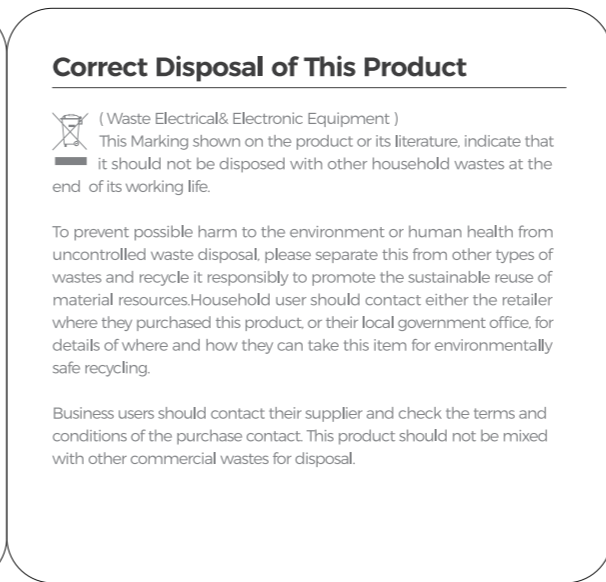 Correct Disposal of This Product
( Waste Electrical& Electronic Equipment )
This Marking shown on the product or its literature, indicate that
it should not be disposed with other household wastes at the
end of its working life.
To prevent possible harm to the environment or human health from
uncontrolled waste disposal, please separate this from other types of
wastes and recycle it responsibly to promote the sustainable reuse of
material resources.Household user should contact either the retailer
where they purchased this product, or their local government office, for
details of where and how they can take this item for environmentally
safe recycling.
Business users should contact their supplier and check the terms and
conditions of the purchase contact. This product should not be mixed
with other commercial wastes for disposal.